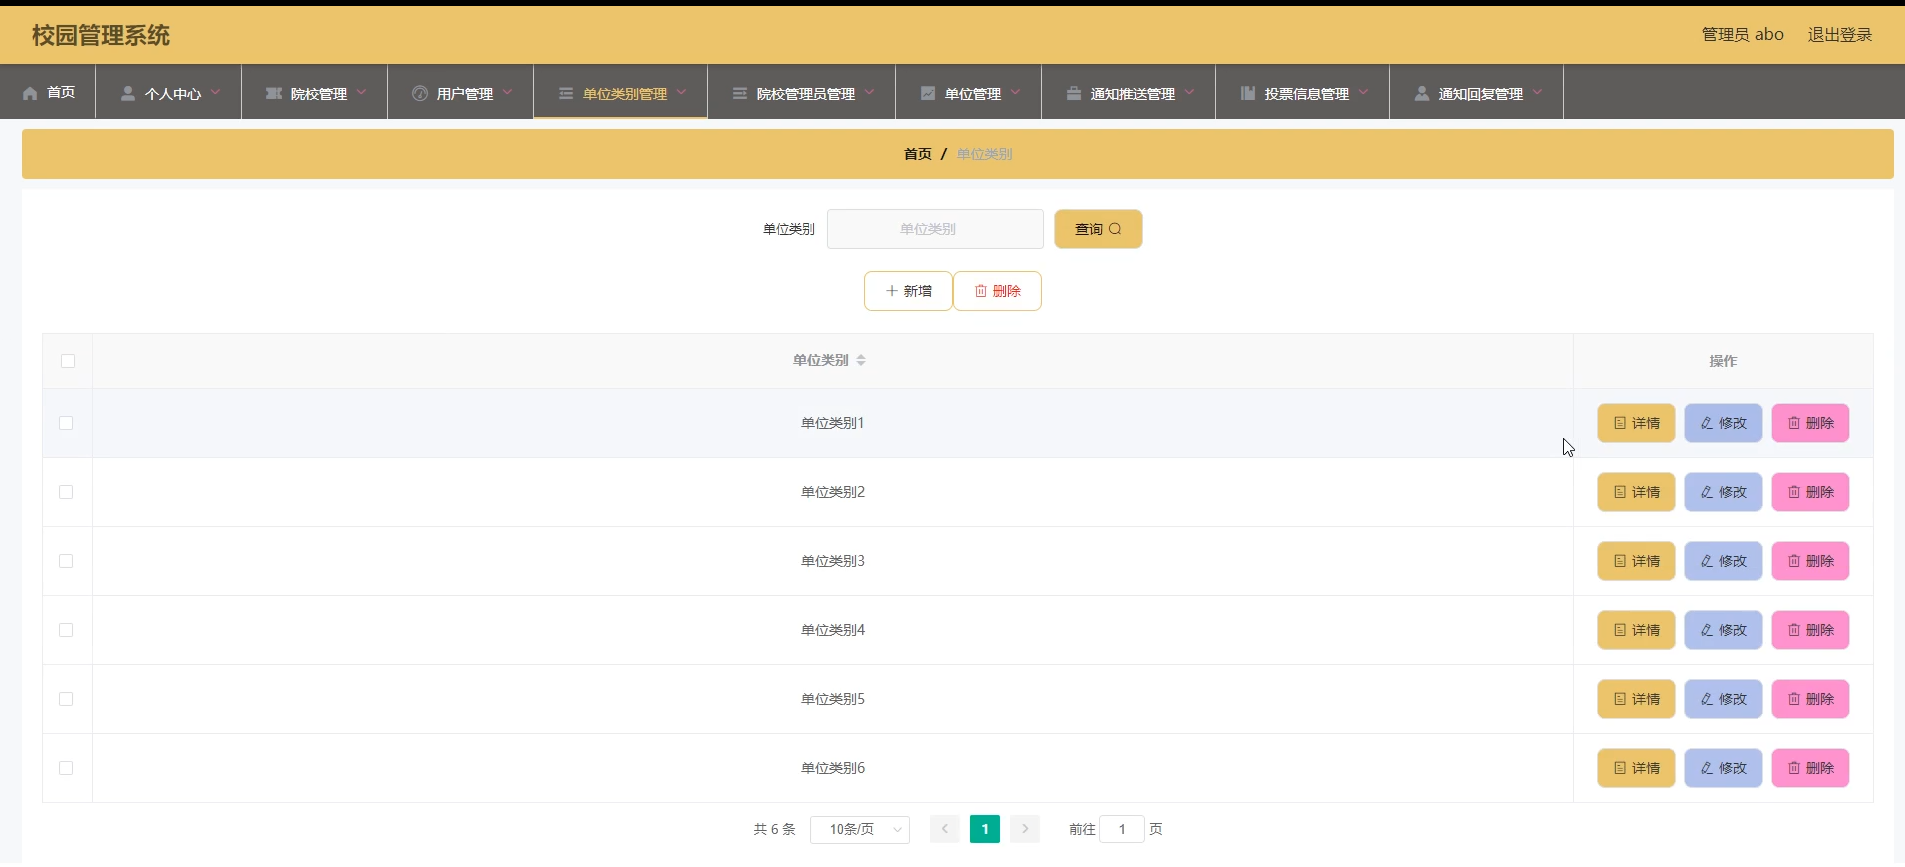 校园管理系统
管理员 abo 退出登录
首页 个人中心 院校管理 用户管理 单位类别管理 院校管理员管理 单位管理 通知推送管理 投票信息管理 通知回复管理
首页 / 单位类别
单位类别 单位类别 查询
新增 删除
单位类别 操作
单位类别1 详情 修改 删除
单位类别2 详情 修改 删除
单位类别3 详情 修改 删除
单位类别4 详情 修改 删除
单位类别5 详情 修改 删除
单位类别6 详情 修改 删除
共 6 条 10条/页 1 前往 1 页